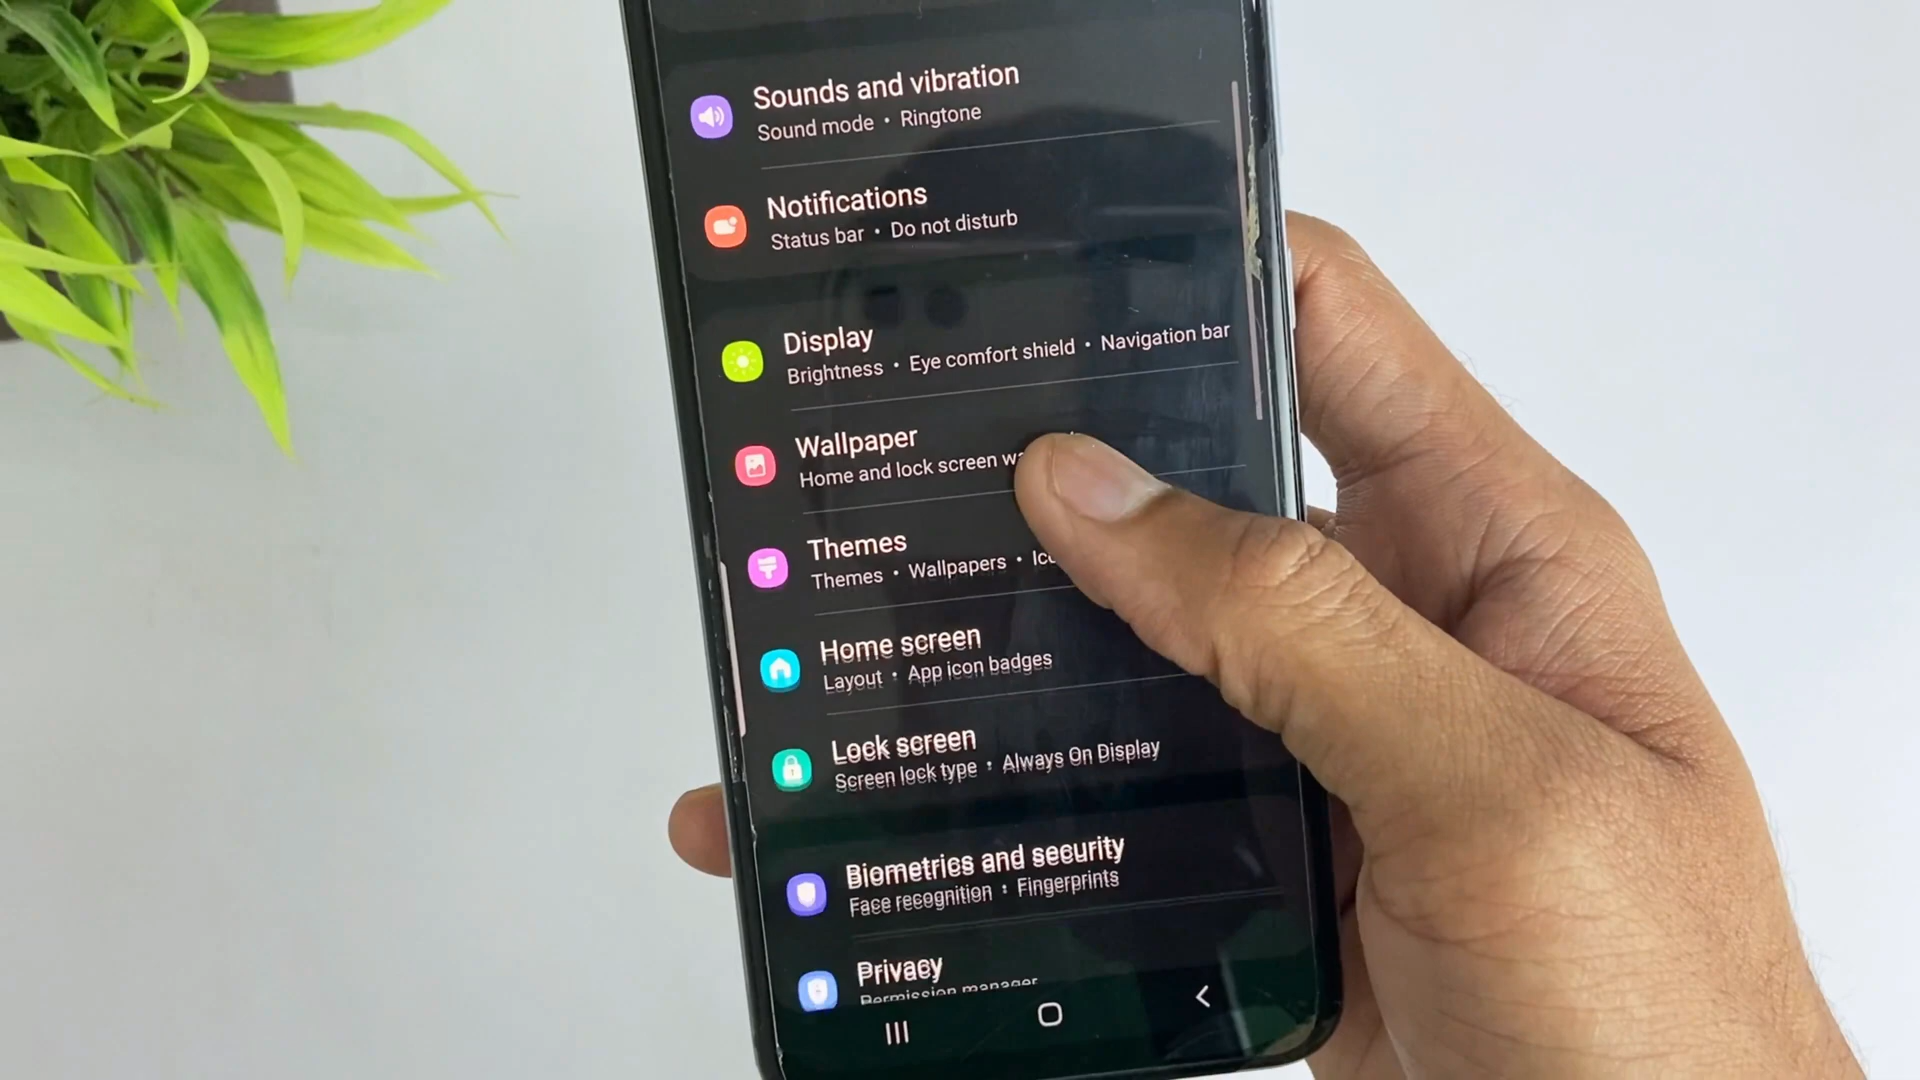 Sounds and vibration
Sound mode • Ringtone
Notifications
Status bar • Do not disturb
Display
Brightness • Eye comfort shield • Navigation bar
Wallpaper
Home and lock screen
Themes
Themes • Wallpapers •
Home screen
Layout • App icon badges
Lock screen
Screen lock type • Always On Display
Biometrics and security
Face recognition • Fingerprints
Privacy
Permission manager